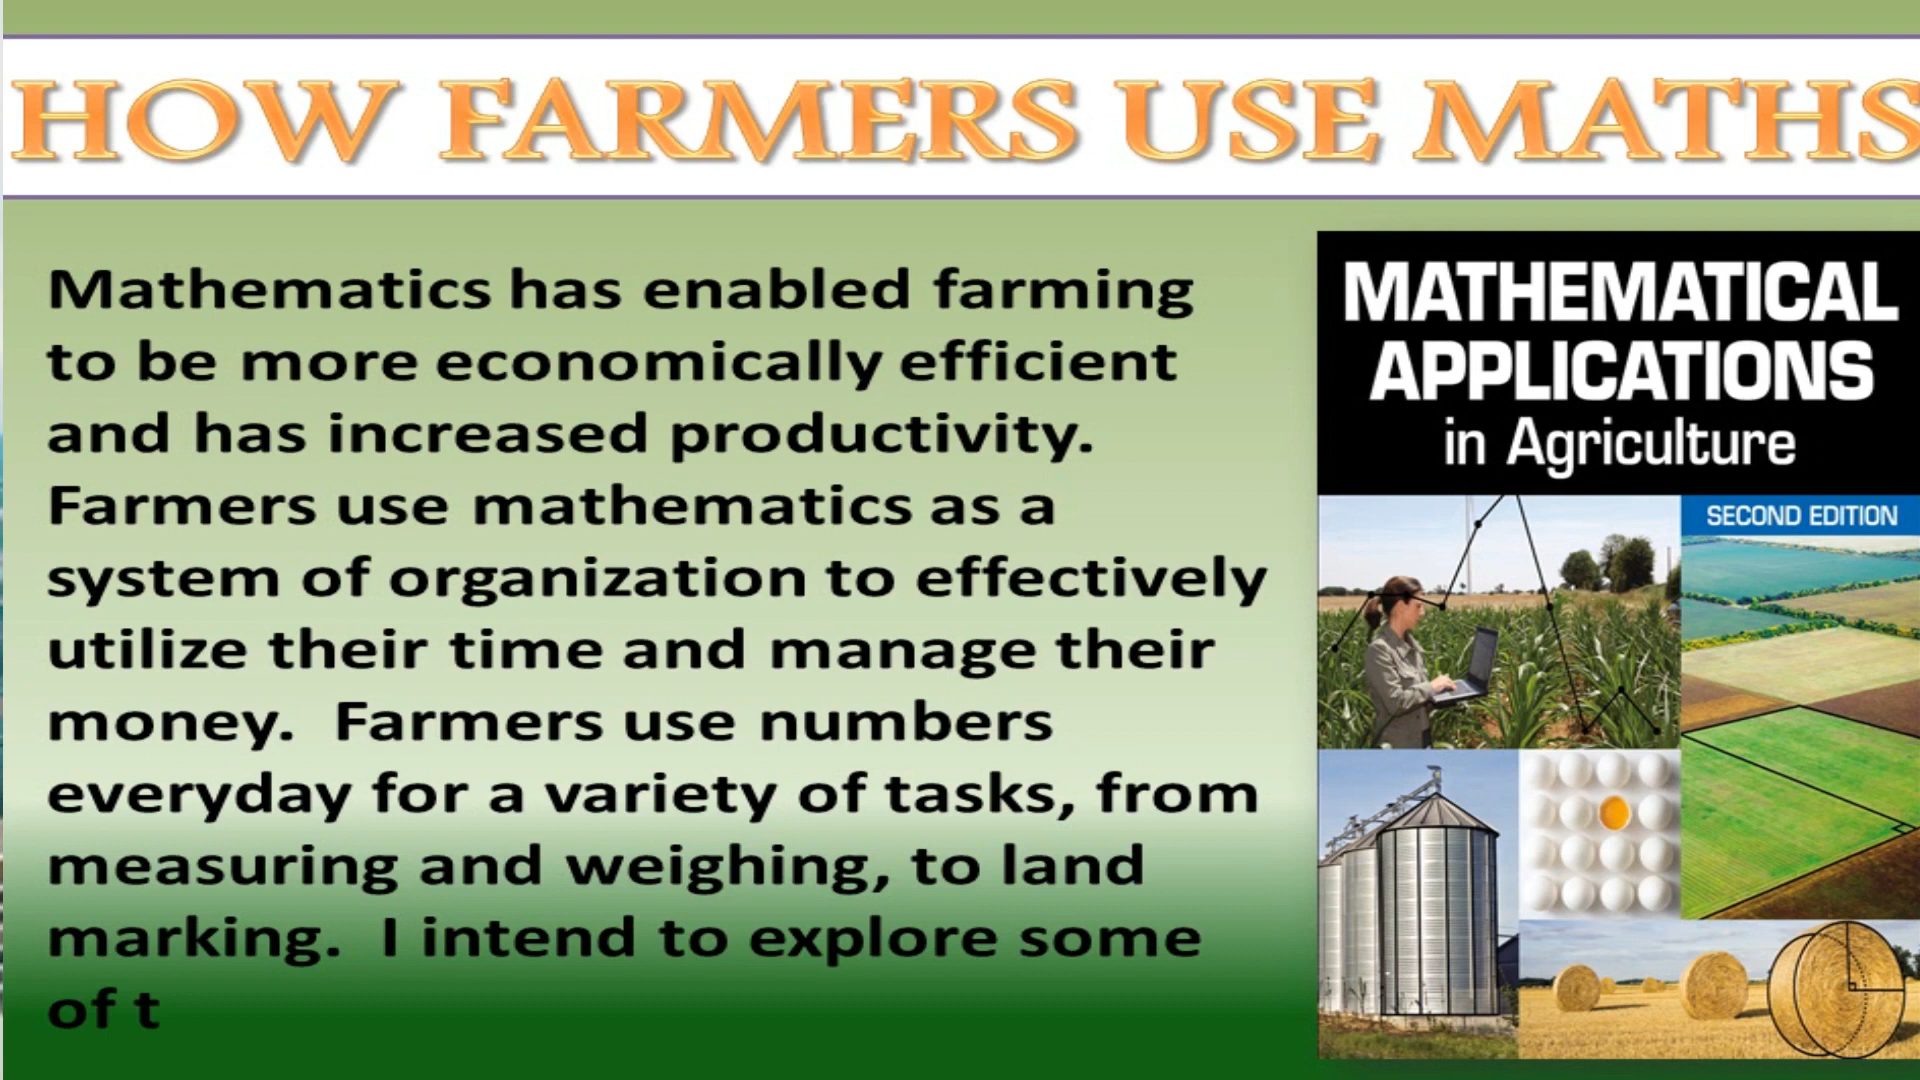 HOW FARMERS USE MATHS
Mathematics has enabled farming
to be more economically efficient
and has increased productivity.
Farmers use mathematics as a
system of organization to effectively
utilize their time and manage their
money. Farmers use numbers
everyday for a variety of tasks, from
measuring and weighing, to land
marking. I intend to explore some
of t
MATHEMATICAL
APPLICATIONS
in Agriculture
SECOND EDITION